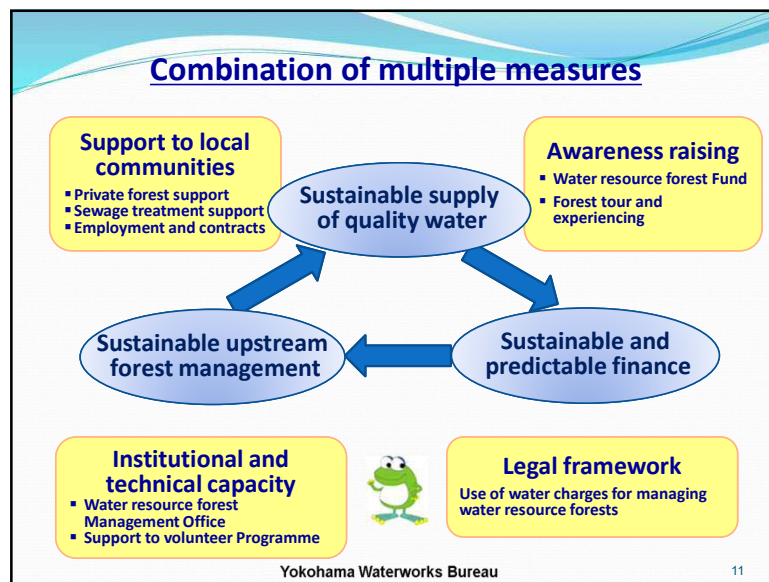 Combination of multiple measures
Support to local
communities
▪ Private forest support
▪ Sewage treatment support
▪ Employment and contracts
Awareness raising
▪ Water resource forest Fund
▪ Forest tour and
experiencing
Sustainable supply
of quality water
Sustainable upstream
forest management
Sustainable and
predictable finance
Institutional and
technical capacity
▪ Water resource forest
Management Office
▪ Support to volunteer Programme
Legal framework
Use of water charges for managing
water resource forests
Yokohama Waterworks Bureau
11